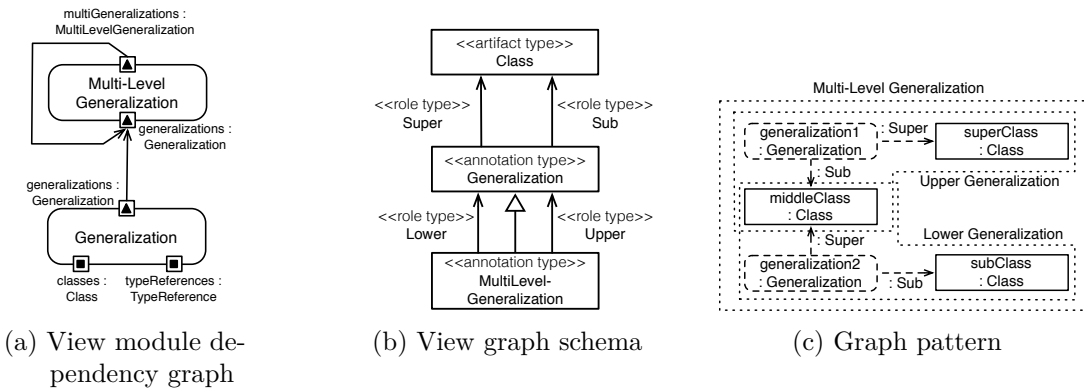 multiGeneralizations :
MultiLevelGeneralization
Multi-Level
Generalization
generalizations :
Generalization
generalizations :
Generalization
Generalization
classes :
Class
typeReferences :
TypeReference
(a) View module de-
pendency graph
<<artifact type>>
Class
<<role type>>
Super
<<role type>>
Sub
<<annotation type>>
Generalization
<<role type>>
Lower
<<role type>>
Upper
<<annotation type>>
MultiLevel-
Generalization
(b) View graph schema
Multi-Level Generalization
generalization1
: Generalization
: Super
superClass
: Class
: Sub
Upper Generalization
middleClass
: Class
Lower Generalization
: Super
generalization2
: Generalization
: Sub
subClass
: Class
(c) Graph pattern